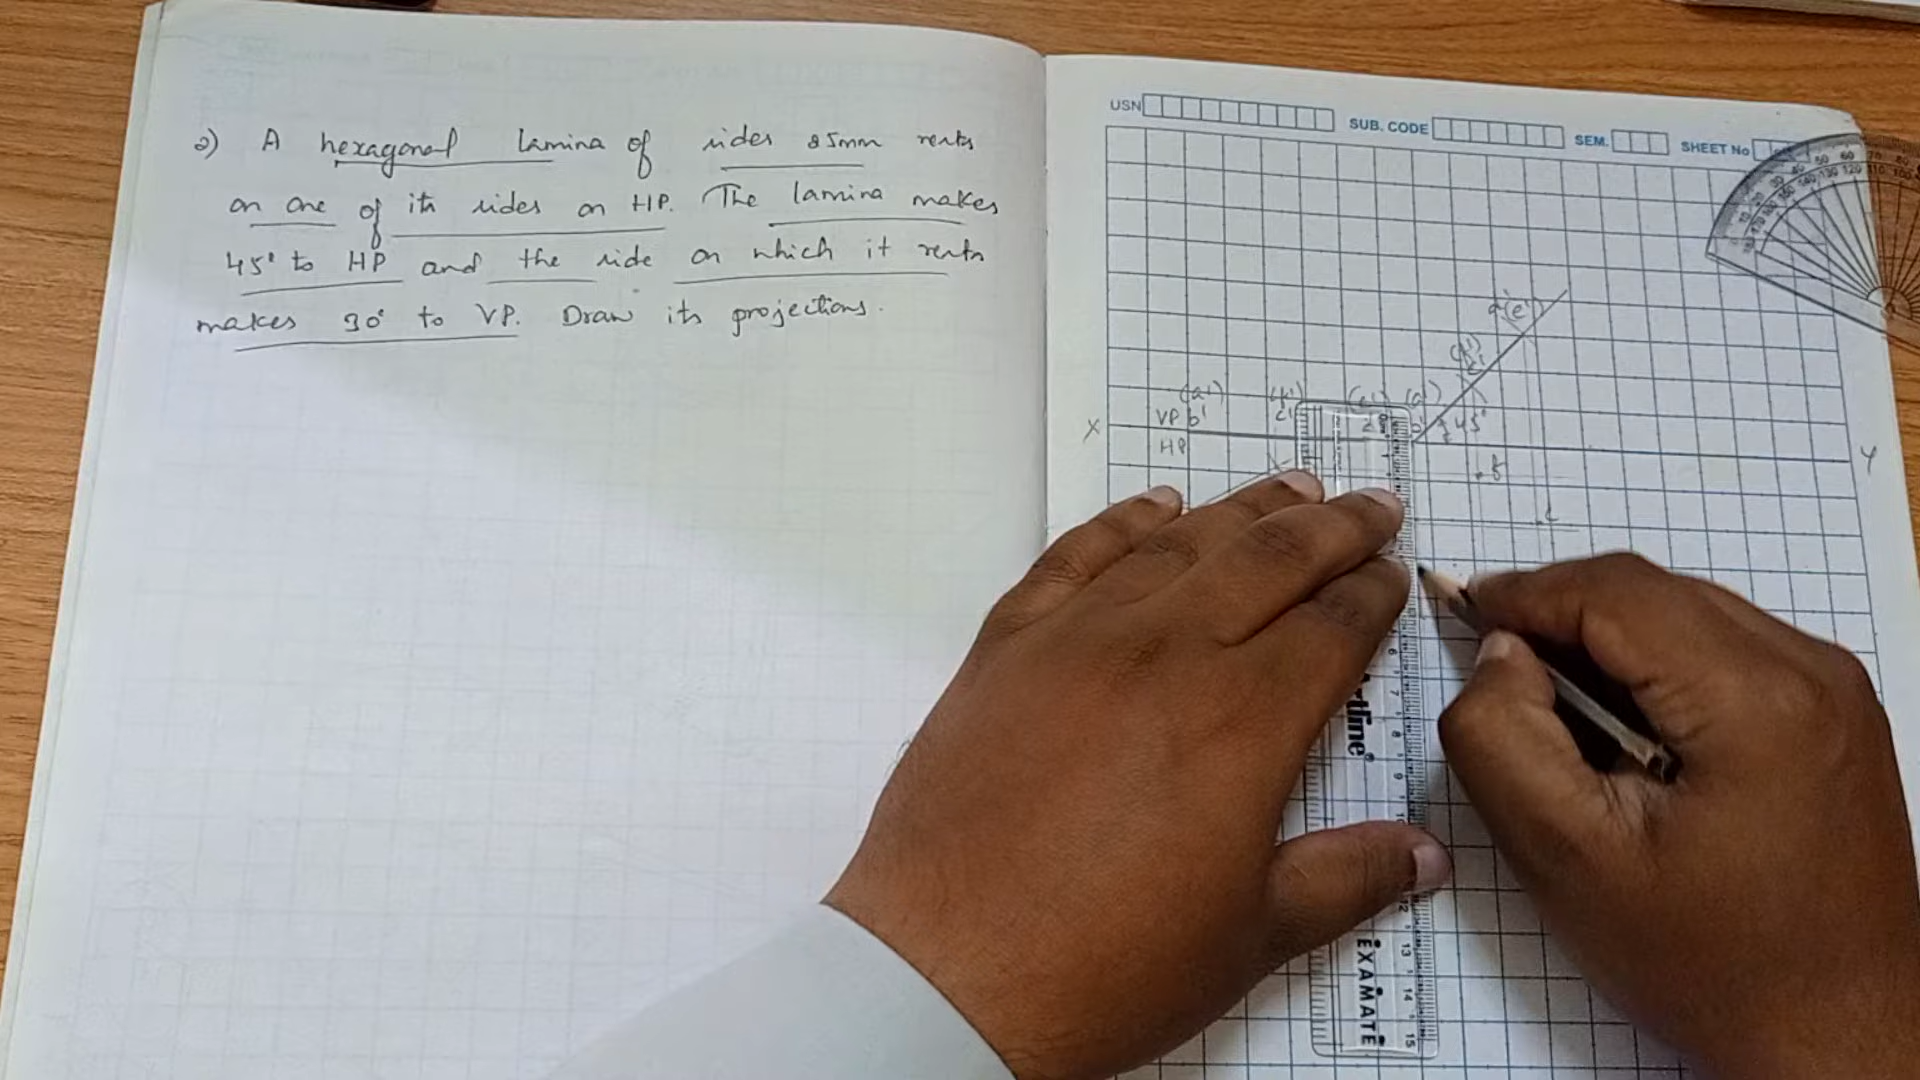 2) A hexagonal lamina of sides 25mm rests
on one of its sides on HP. The lamina makes
45° to HP and the side on which it rests
makes 30° to VP. Draw its projections.
USN
SUB. CODE
SEM.
SHEET No
d'(e')
(f')
c'
(a') (f') (e') (a')
VP b' c' d' b' 45°
X HP Y
f
e
Artline
EXAMATE